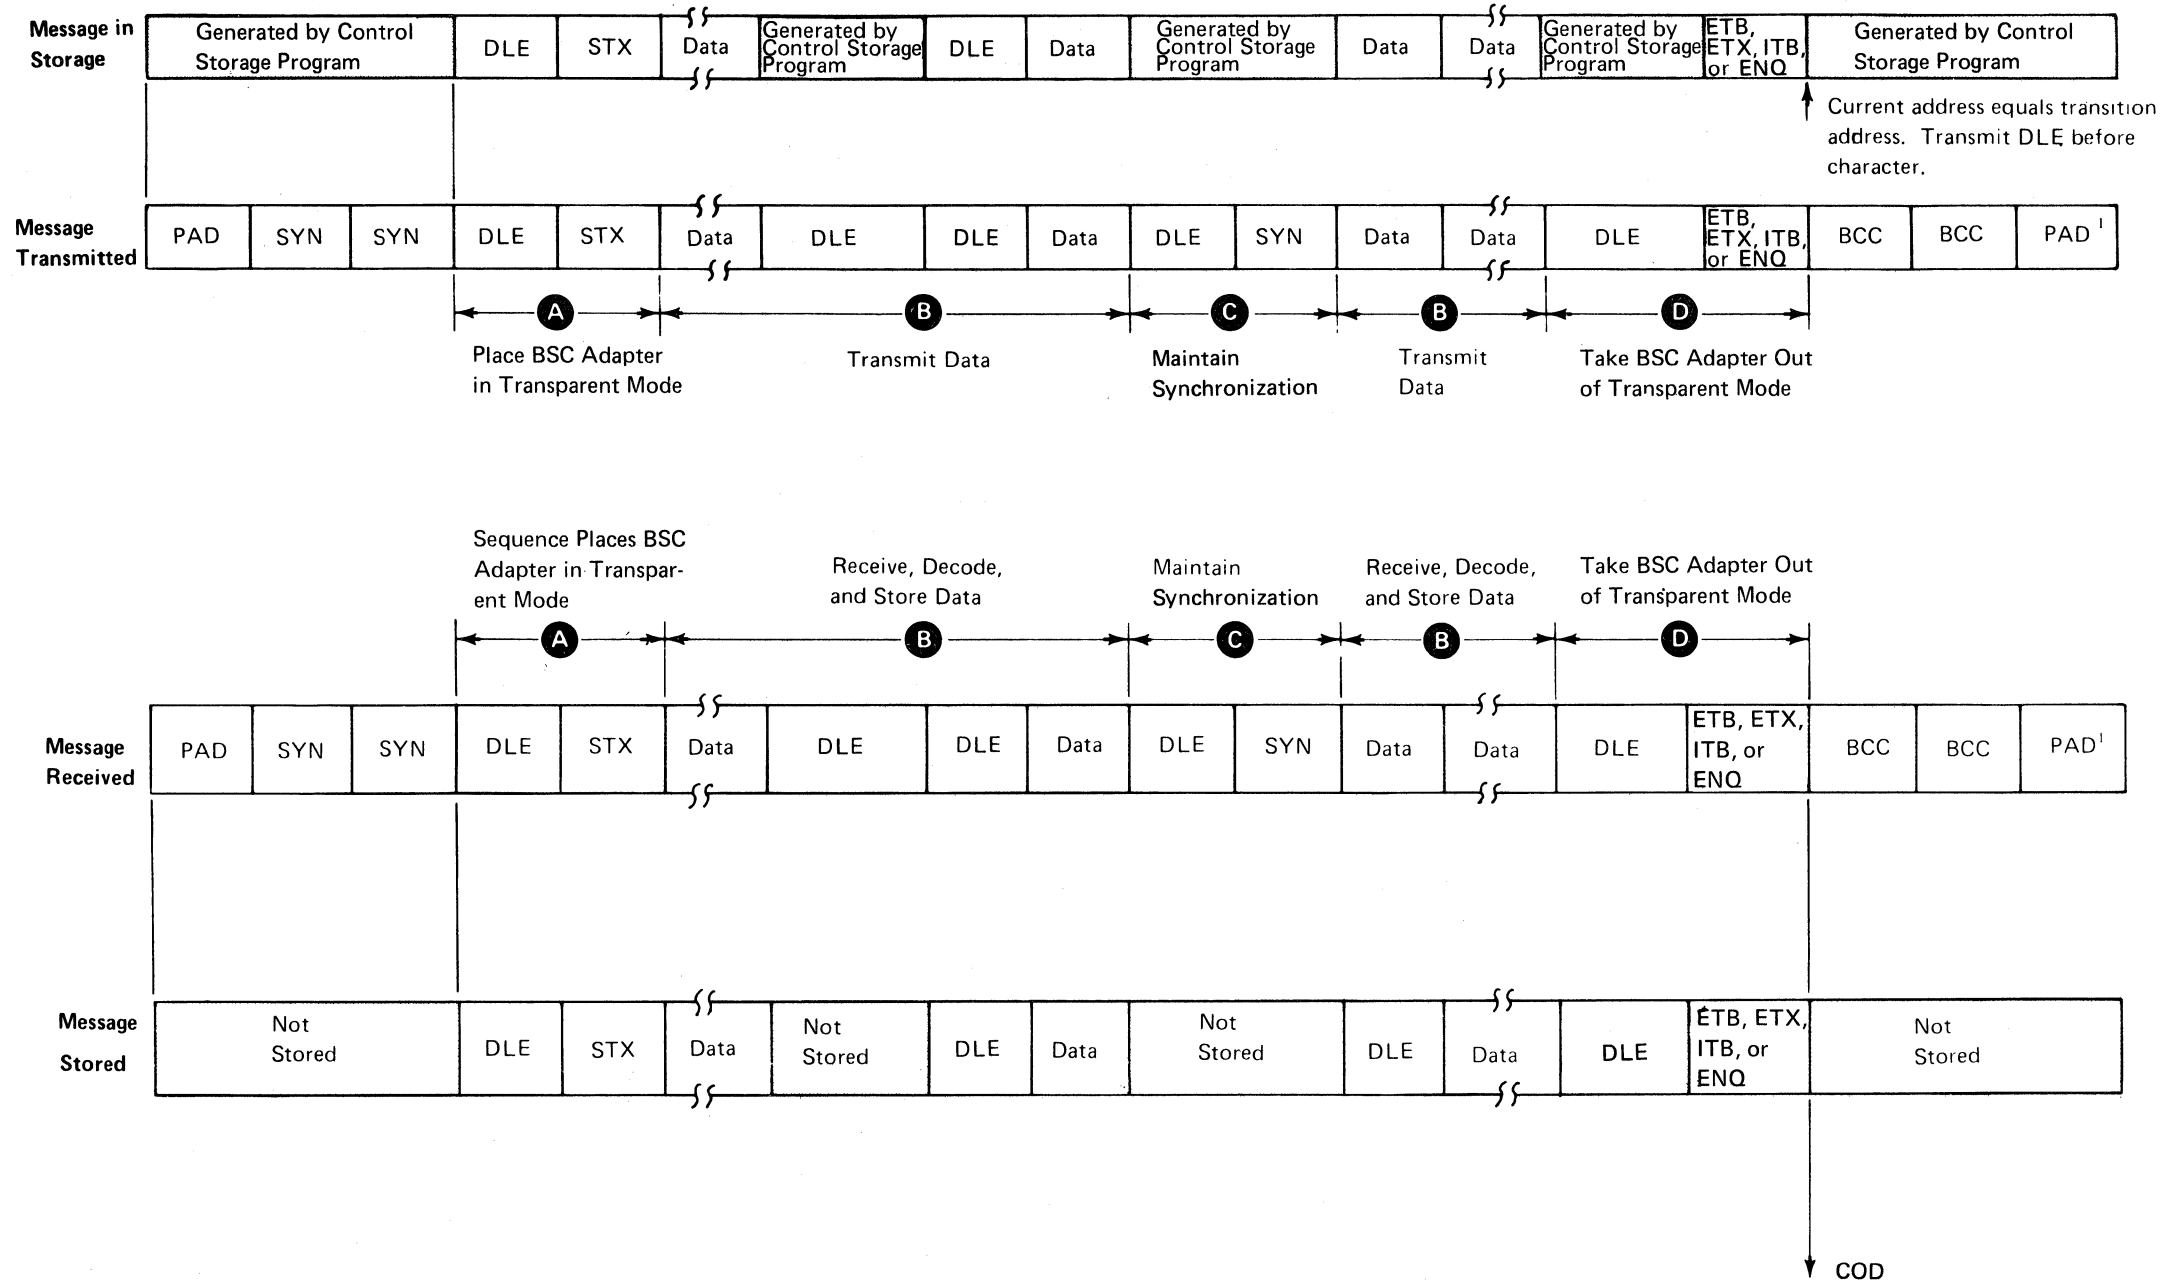 Message in
Storage
Generated by Control
Storage Program
DLE
STX
Data
Generated by
Control Storage
Program
DLE
Data
Generated by
Control Storage
Program
Data
Data
Generated by
Control Storage
Program
ETB,
ETX, ITB,
or ENQ
Generated by Control
Storage Program
Current address equals transition
address. Transmit DLE before
character.
Message
Transmitted
PAD
SYN
SYN
DLE
STX
Data
DLE
DLE
Data
DLE
SYN
Data
Data
DLE
ETB,
ETX, ITB,
or ENQ
BCC
BCC
PAD 1
A
B
C
B
D
Place BSC Adapter
in Transparent Mode
Transmit Data
Maintain
Synchronization
Transmit
Data
Take BSC Adapter Out
of Transparent Mode
Sequence Places BSC
Adapter in Transpar-
ent Mode
Receive, Decode,
and Store Data
Maintain
Synchronization
Receive, Decode,
and Store Data
Take BSC Adapter Out
of Transparent Mode
A
B
C
B
D
Message
Received
PAD
SYN
SYN
DLE
STX
Data
DLE
DLE
Data
DLE
SYN
Data
Data
DLE
ETB, ETX,
ITB, or
ENQ
BCC
BCC
PAD1
Message
Stored
Not
Stored
DLE
STX
Data
Not
Stored
DLE
Data
Not
Stored
DLE
Data
DLE
ETB, ETX,
ITB, or
ENQ
Not
Stored
COD